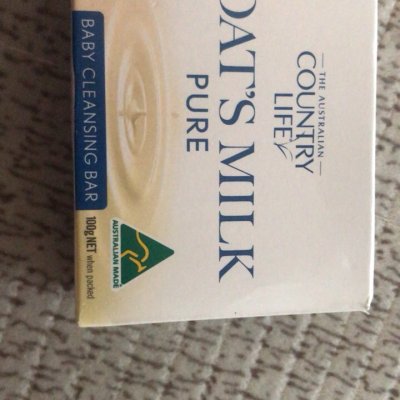 — THE AUSTRALIAN —
COUNTRY
LIFE
OAT'S MILK
PURE
BABY CLEANSING BAR
100g NET when packed
AUSTRALIAN MADE